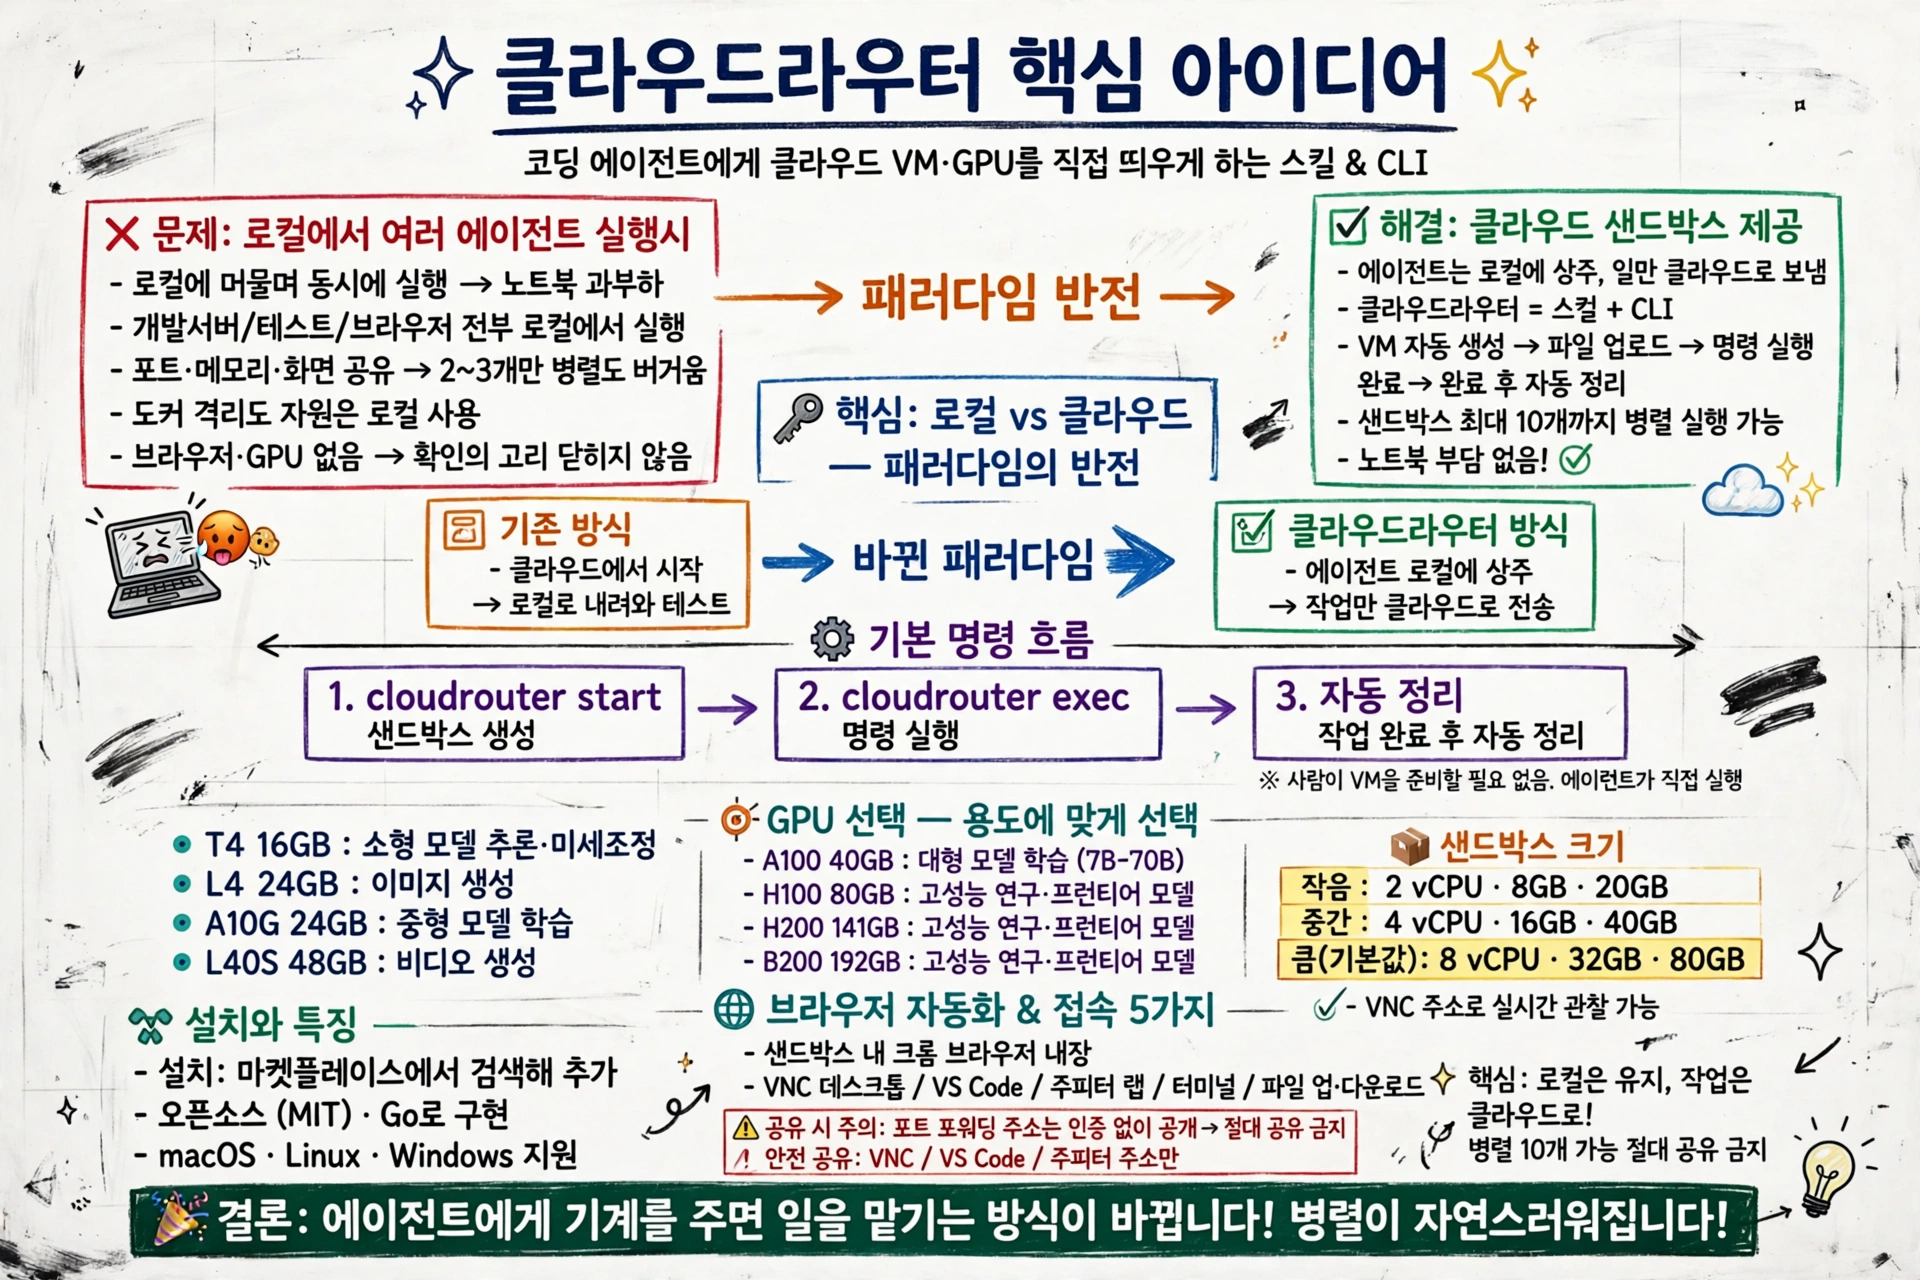 클라우드라우터 핵심 아이디어
코딩 에이전트에게 클라우드 VM·GPU를 직접 띄우게 하는 스킬 & CLI
문제: 로컬에서 여러 에이전트 실행시
- 로컬에 머물며 동시에 실행 → 노트북 과부하
- 개발서버/테스트/브라우저 전부 로컬에서 실행
- 포트·메모리·화면 공유 → 2~3개만 병렬도 버거움
- 도커 격리도 자원은 로컬 사용
- 브라우저·GPU 없음 → 확인의 고리 닫히지 않음
→ 패러다임 반전 →
해결: 클라우드 샌드박스 제공
- 에이전트는 로컬에 상주, 일만 클라우드로 보냄
- 클라우드라우터 = 스컬 + CLI
- VM 자동 생성 → 파일 업로드 → 명령 실행
완료 → 완료 후 자동 정리
- 샌드박스 최대 10개까지 병렬 실행 가능
- 노트북 부담 없음!
핵심: 로컬 vs 클라우드
— 패러다임의 반전
기존 방식
- 클라우드에서 시작
→ 로컬로 내려와 테스트
→ 바뀐 패러다임 →
클라우드라우터 방식
- 에이전트 로컬에 상주
→ 작업만 클라우드로 전송
기본 명령 흐름
1. cloudrouter start
샌드박스 생성
2. cloudrouter exec
명령 실행
3. 자동 정리
작업 완료 후 자동 정리
※ 사람이 VM을 준비할 필요 없음. 에이런트가 직접 실행
• T4 16GB : 소형 모델 추론·미세조정
• L4 24GB : 이미지 생성
• A10G 24GB : 중형 모델 학습
• L40S 48GB : 비디오 생성
GPU 선택 — 용도에 맞게 선택
- A100 40GB : 대형 모델 학습 (7B-70B)
- H100 80GB : 고성능 연구·프런티어 모델
- H200 141GB : 고성능 연구·프런티어 모델
- B200 192GB : 고성능 연구·프런티어 모델
샌드박스 크기
작음 : 2 vCPU · 8GB · 20GB
중간 : 4 vCPU · 16GB · 40GB
큼(기본값): 8 vCPU · 32GB · 80GB
- VNC 주소로 실시간 관찰 가능
설치와 특징
- 설치: 마켓플레이스에서 검색해 추가
- 오픈소스 (MIT) · Go로 구현
- macOS · Linux · Windows 지원
브라우저 자동화 & 접속 5가지
- 샌드박스 내 크롬 브라우저 내장
- VNC 데스크톱 / VS Code / 주피터 랩 / 터미널 / 파일 업·다운로드
공유 시 주의: 포트 포워딩 주소는 인증 없이 공개→ 절대 공유 금지
안전 공유: VNC / VS Code / 주피터 주소만
핵심: 로컬은 유지, 작업은
클라우드로!
병렬 10개 가능 절대 공유 금지
결론: 에이전트에게 기계를 주면 일을 맡기는 방식이 바뀝니다! 병렬이 자연스러워집니다!